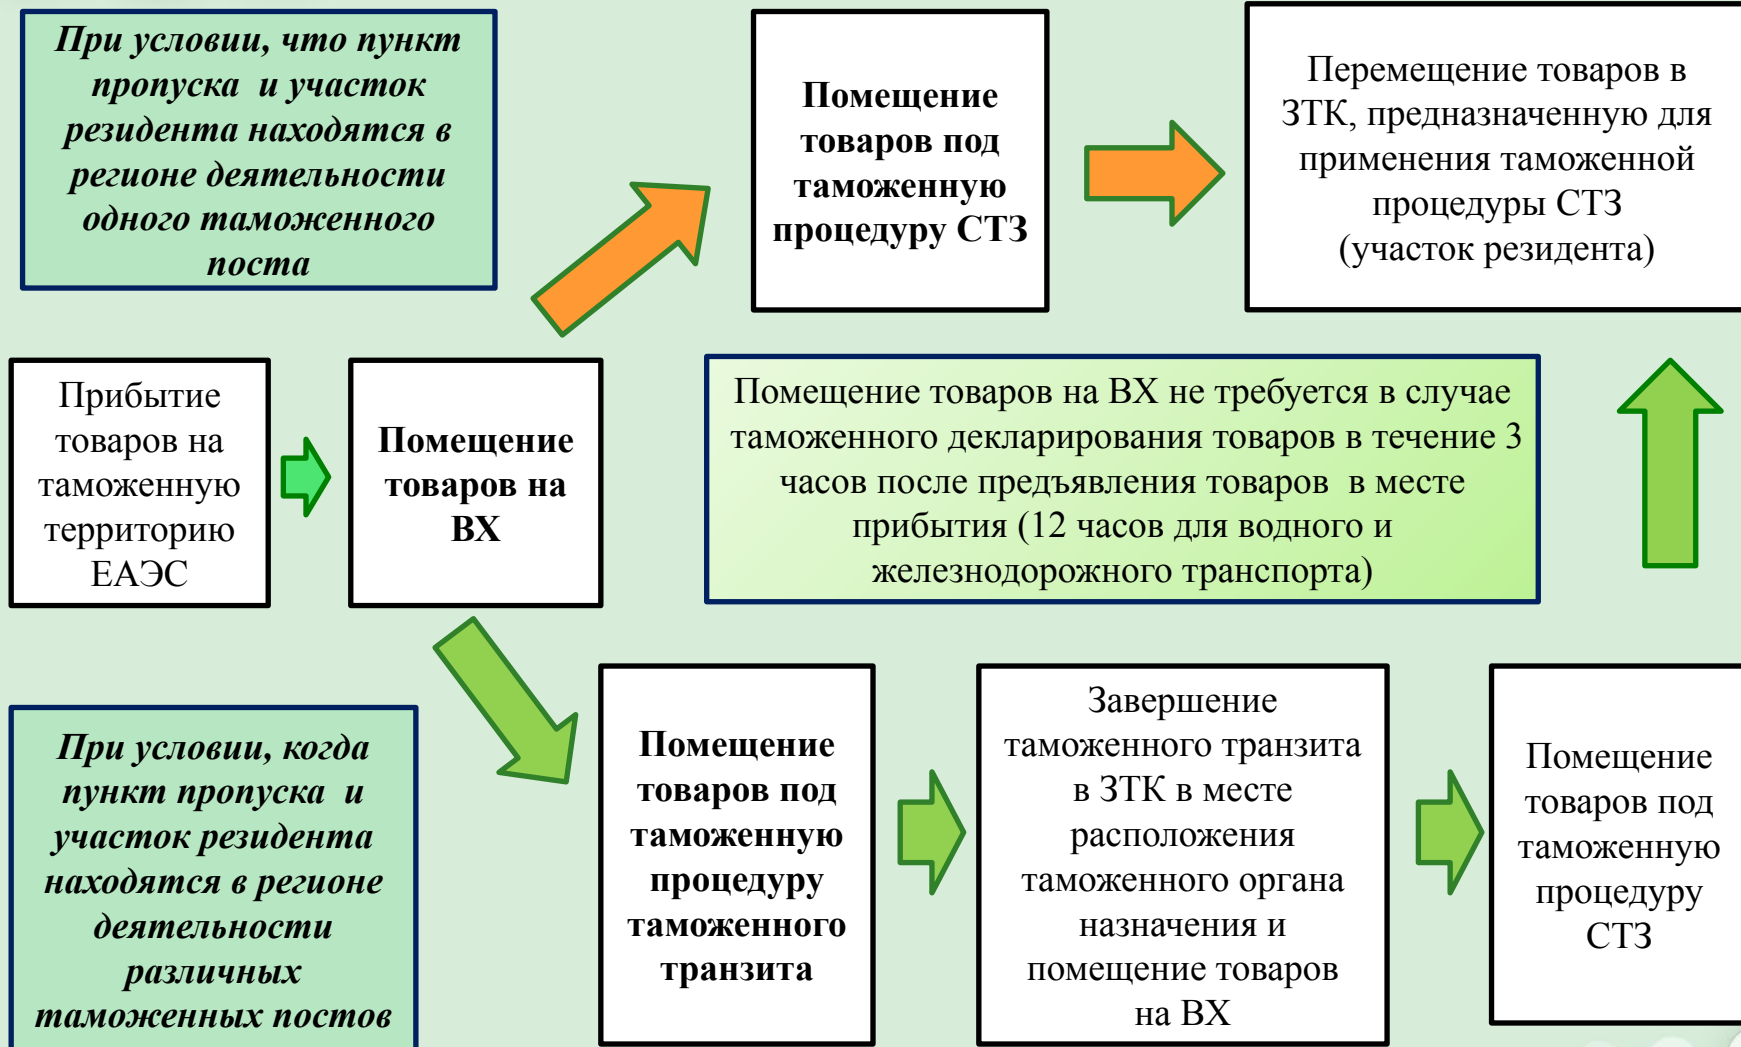 При условии, что пункт
пропуска и участок
резидента находятся в
регионе деятельности
одного таможенного
поста
Помещение
товаров под
таможенную
процедуру СТЗ
Перемещение товаров в
ЗТК, предназначенную для
применения таможенной
процедуры СТЗ
(участок резидента)
Прибытие
товаров на
таможенную
территорию
ЕАЭС
Помещение
товаров на
ВХ
Помещение товаров на ВХ не требуется в случае
таможенного декларирования товаров в течение 3
часов после предъявления товаров в месте
прибытия (12 часов для водного и
железнодорожного транспорта)
При условии, когда
пункт пропуска и
участок резидента
находятся в регионе
деятельности
различных
таможенных постов
Помещение
товаров под
таможенную
процедуру
таможенного
транзита
Завершение
таможенного транзита
в ЗТК в месте
расположения
таможенного органа
назначения и
помещение товаров
на ВХ
Помещение
товаров под
таможенную
процедуру
СТЗ